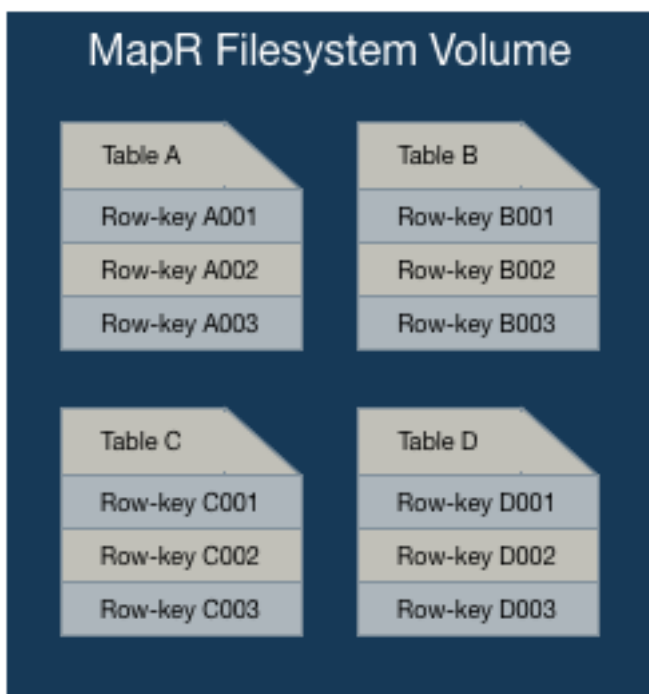 MapR Filesystem Volume
Table A
Row-key A001
Row-key A002
Row-key A003
Table B
Row-key B001
Row-key B002
Row-key B003
Table C
Row-key C001
Row-key C002
Row-key C003
Table D
Row-key D001
Row-key D002
Row-key D003